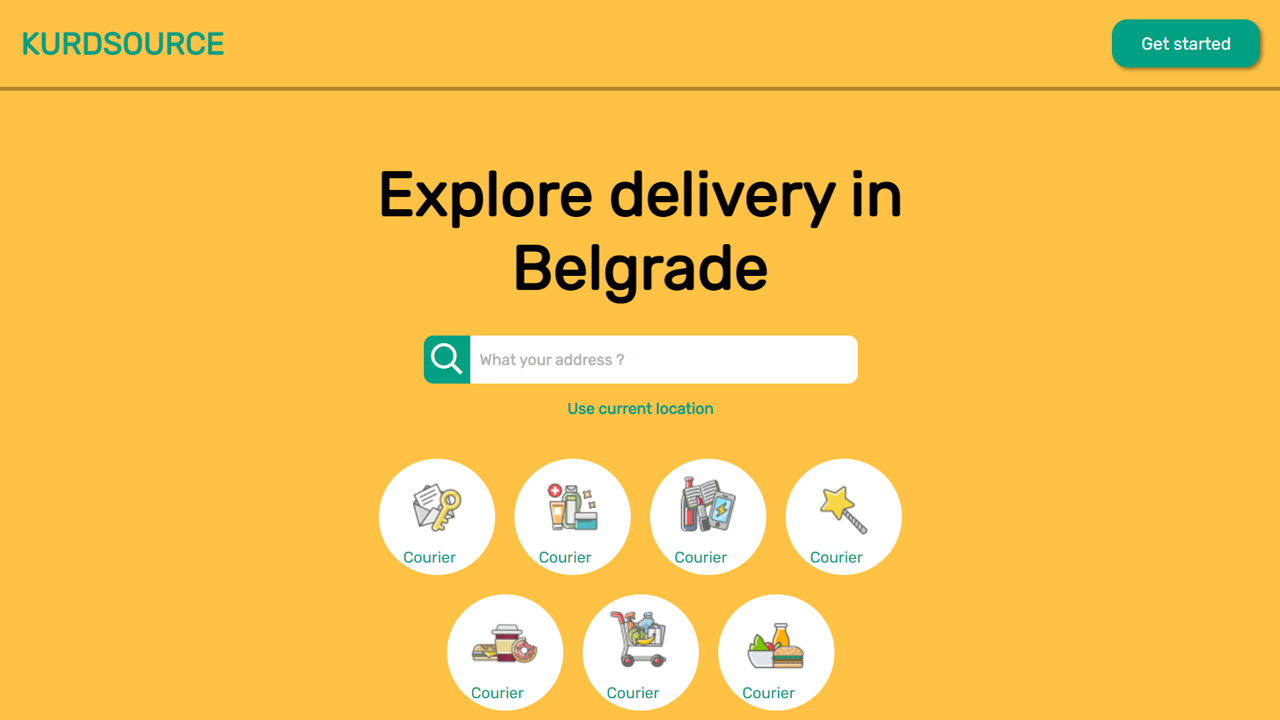 KURDSOURCE
Get started
Explore delivery in
Belgrade
What your address ?
Use current location
Courier
Courier
Courier
Courier
Courier
Courier
Courier